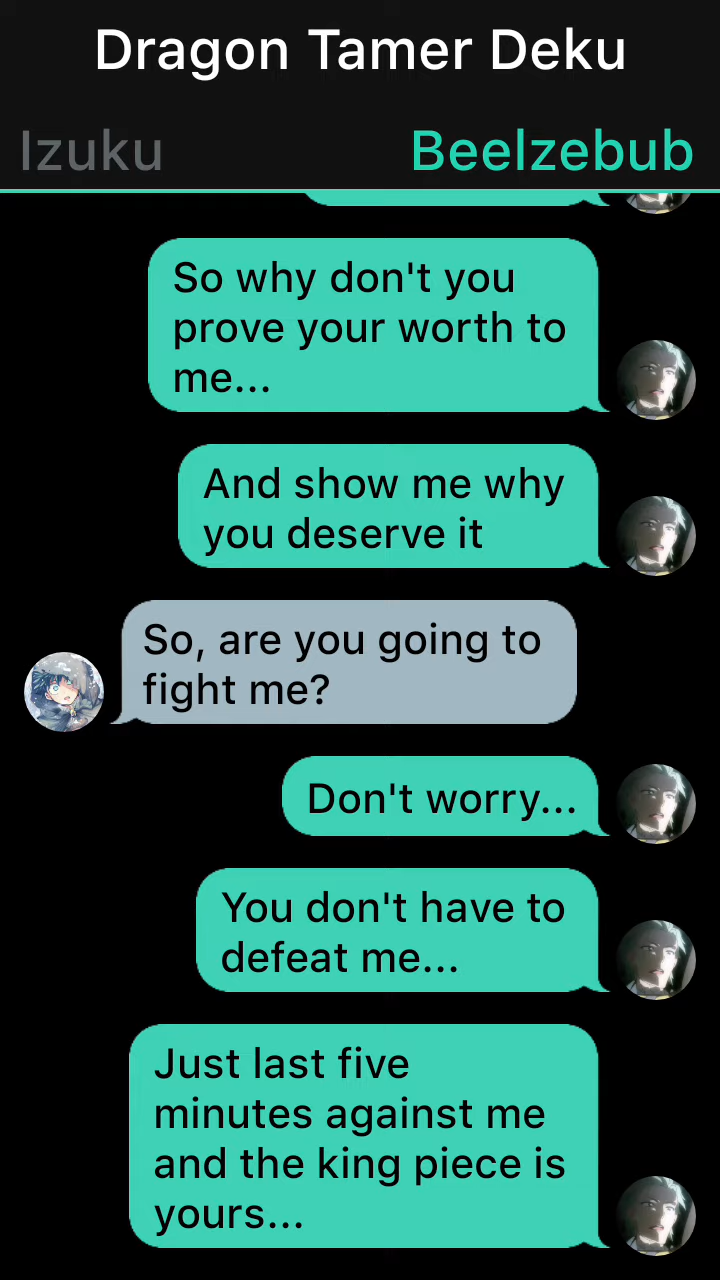 Dragon Tamer Deku
Izuku
Beelzebub
So why don't you
prove your worth to
me...
And show me why
you deserve it
So, are you going to
fight me?
Don't worry...
You don't have to
defeat me...
Just last five
minutes against me
and the king piece is
yours...